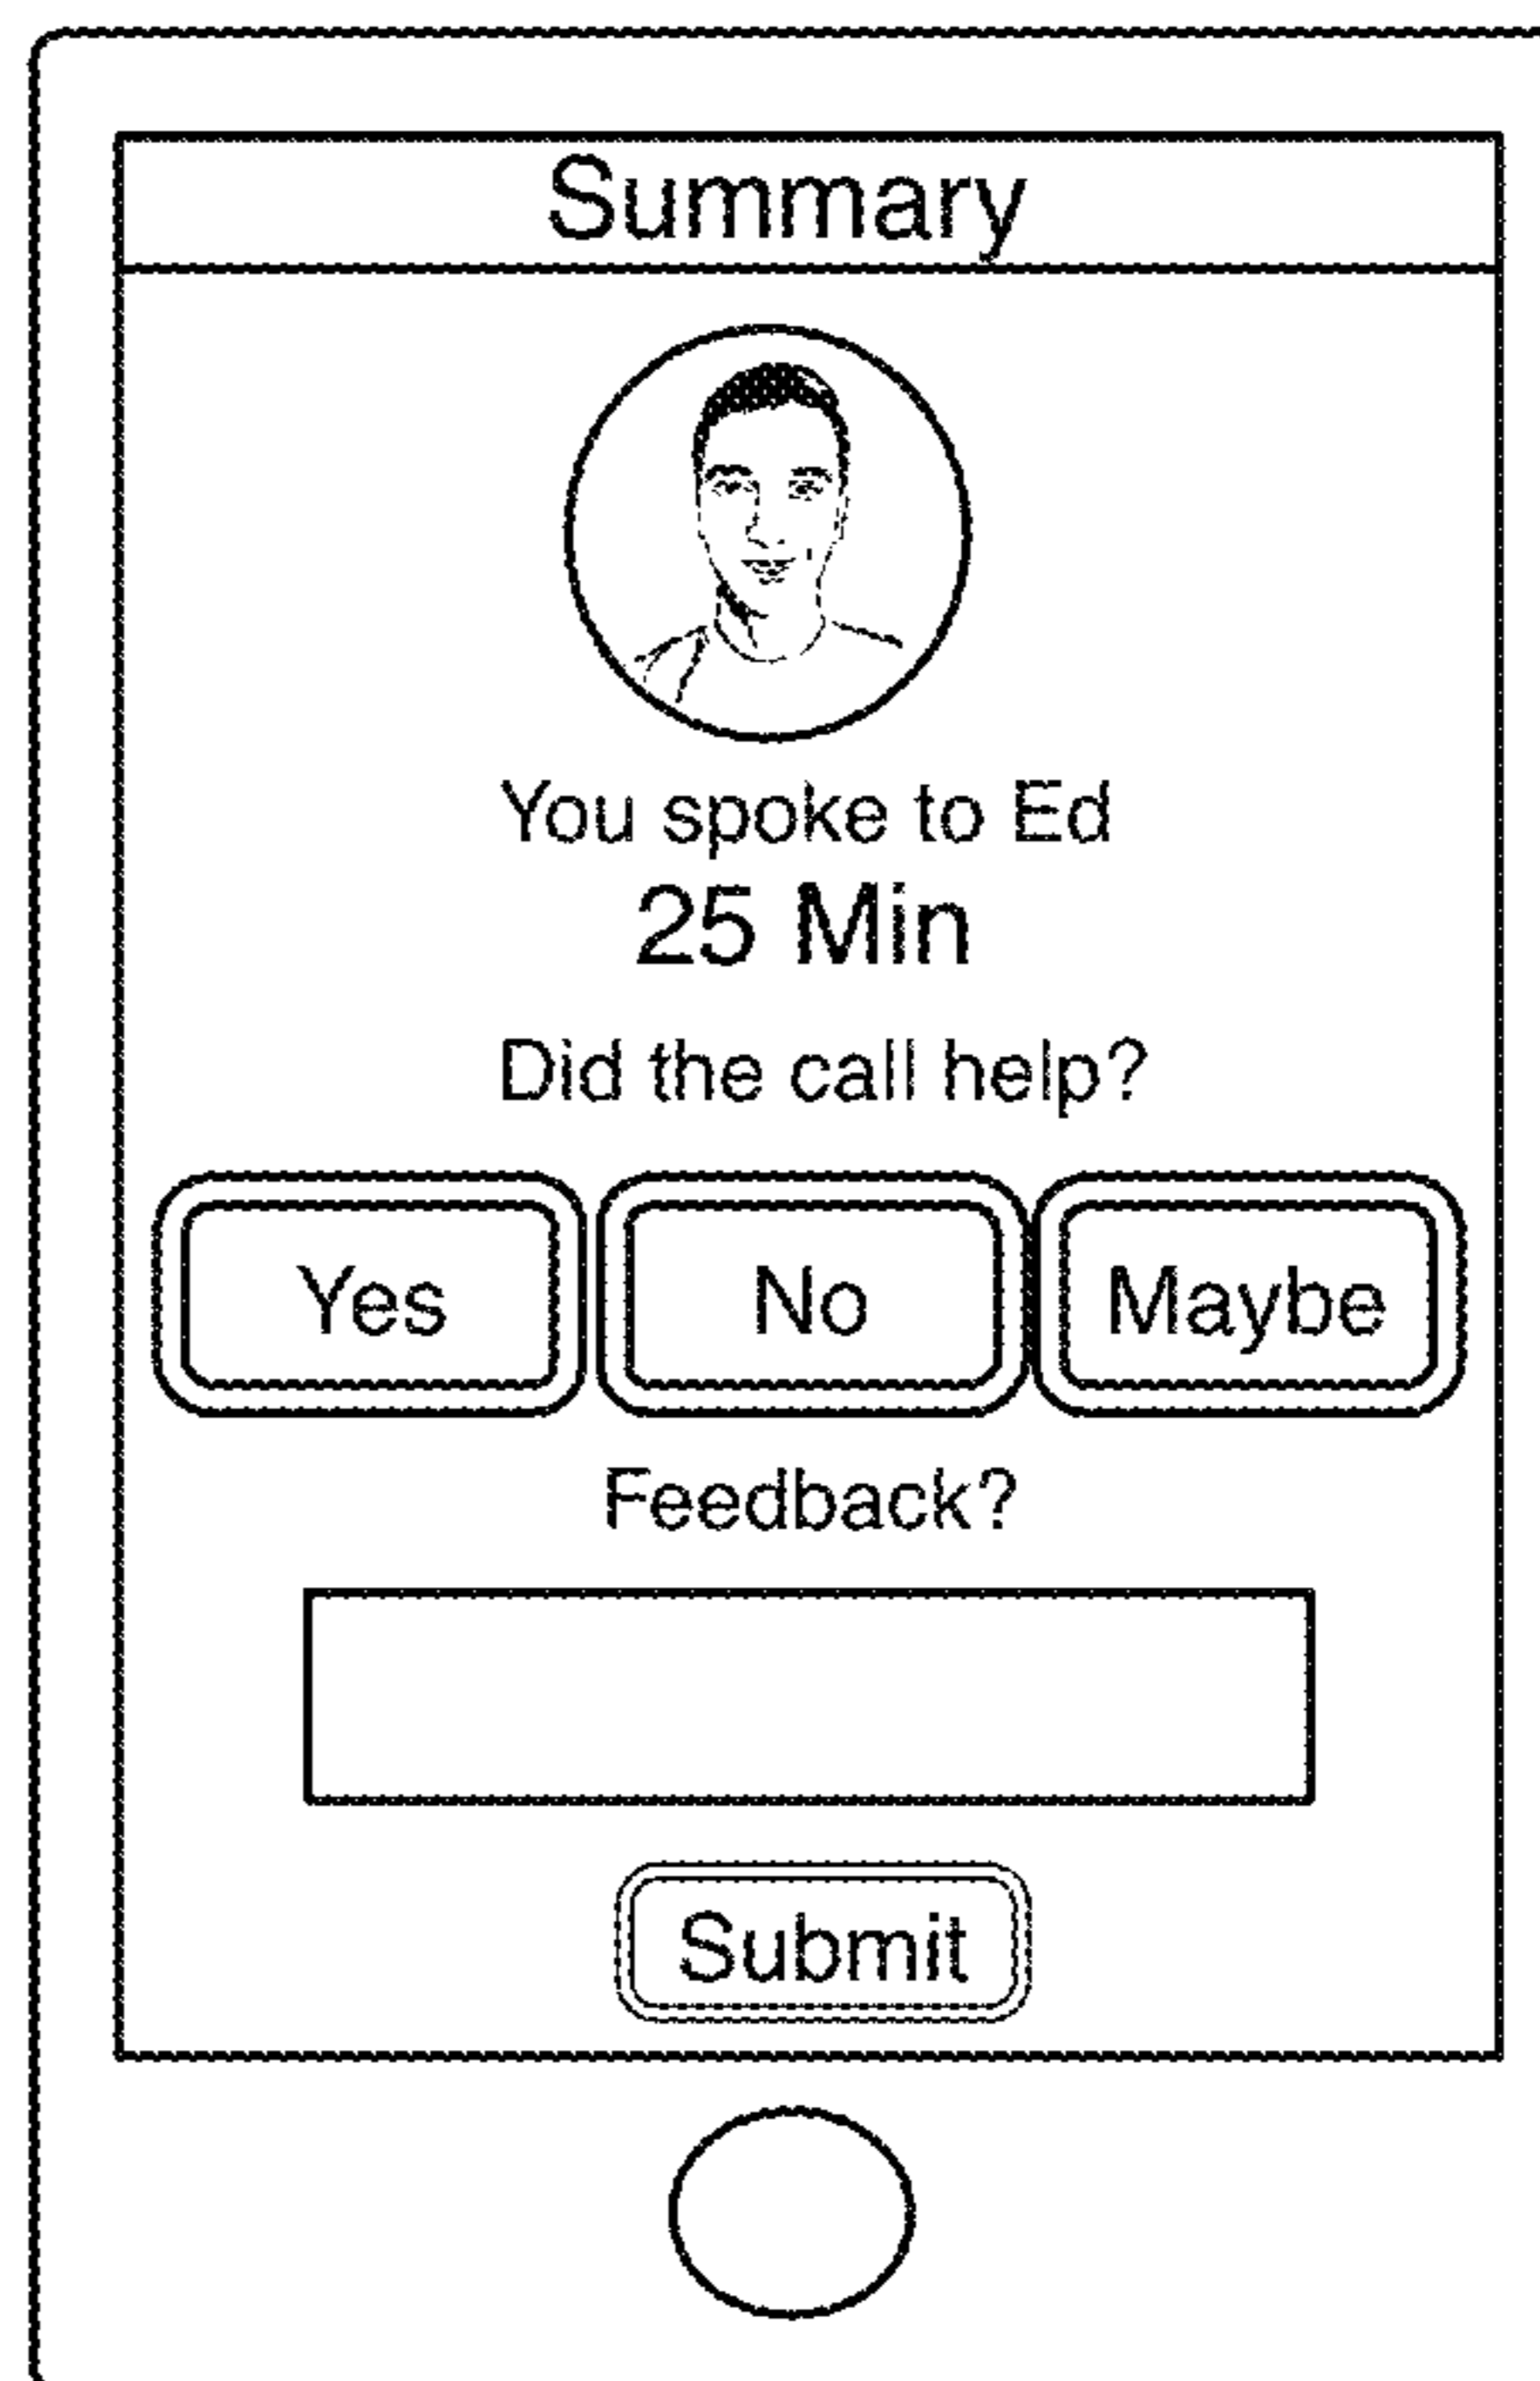 Summary
You spoke to Ed
25 Min
Did the call help?
Yes No Maybe
Feedback?
Submit